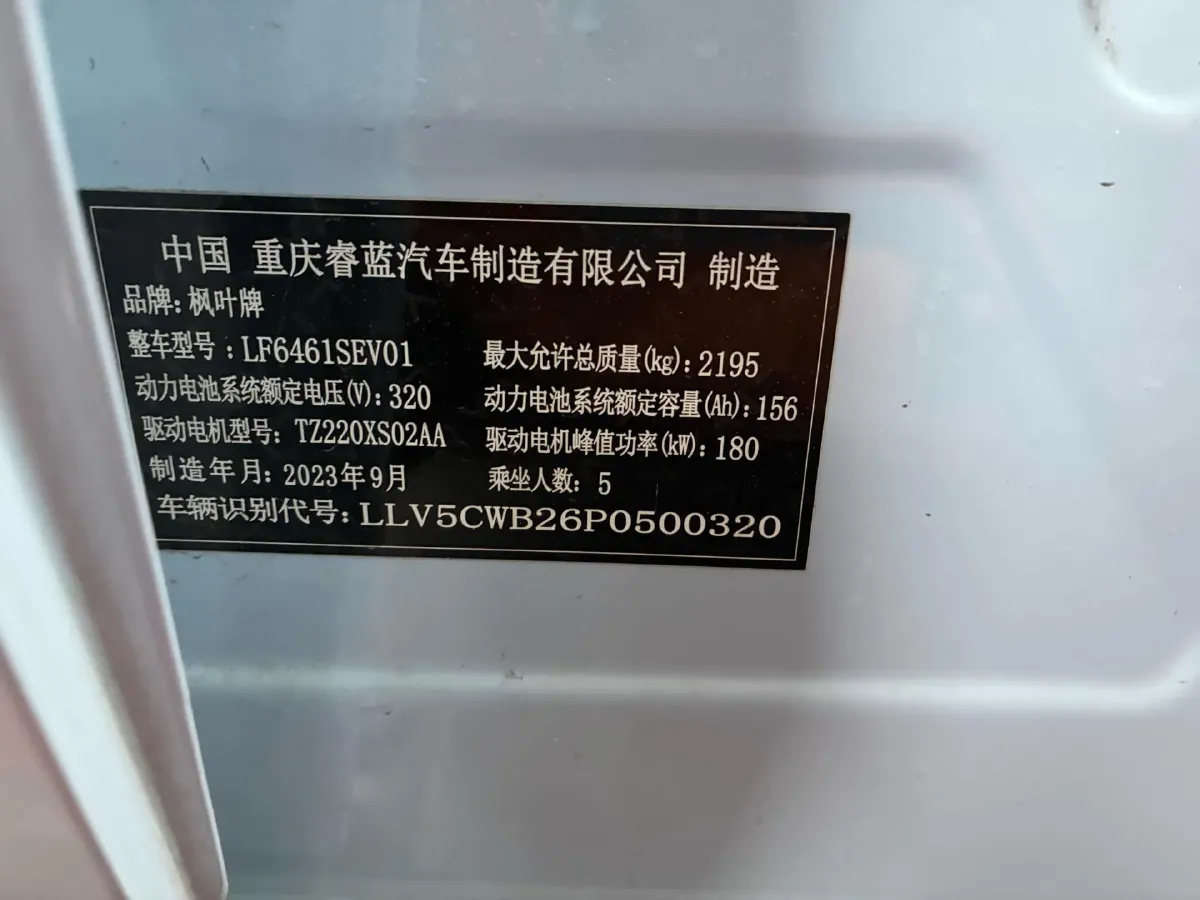 中国 重庆睿蓝汽车制造有限公司 制造
品牌: 枫叶牌
整车型号: LF6461SEV01 最大允许总质量(kg): 2195
动力电池系统额定电压(V): 320 动力电池系统额定容量(Ah): 156
驱动电机型号: TZ220XS02AA 驱动电机峰值功率(kW): 180
制造年月: 2023年9月 乘坐人数: 5
车辆识别代号: LLV5CWB26P0500320